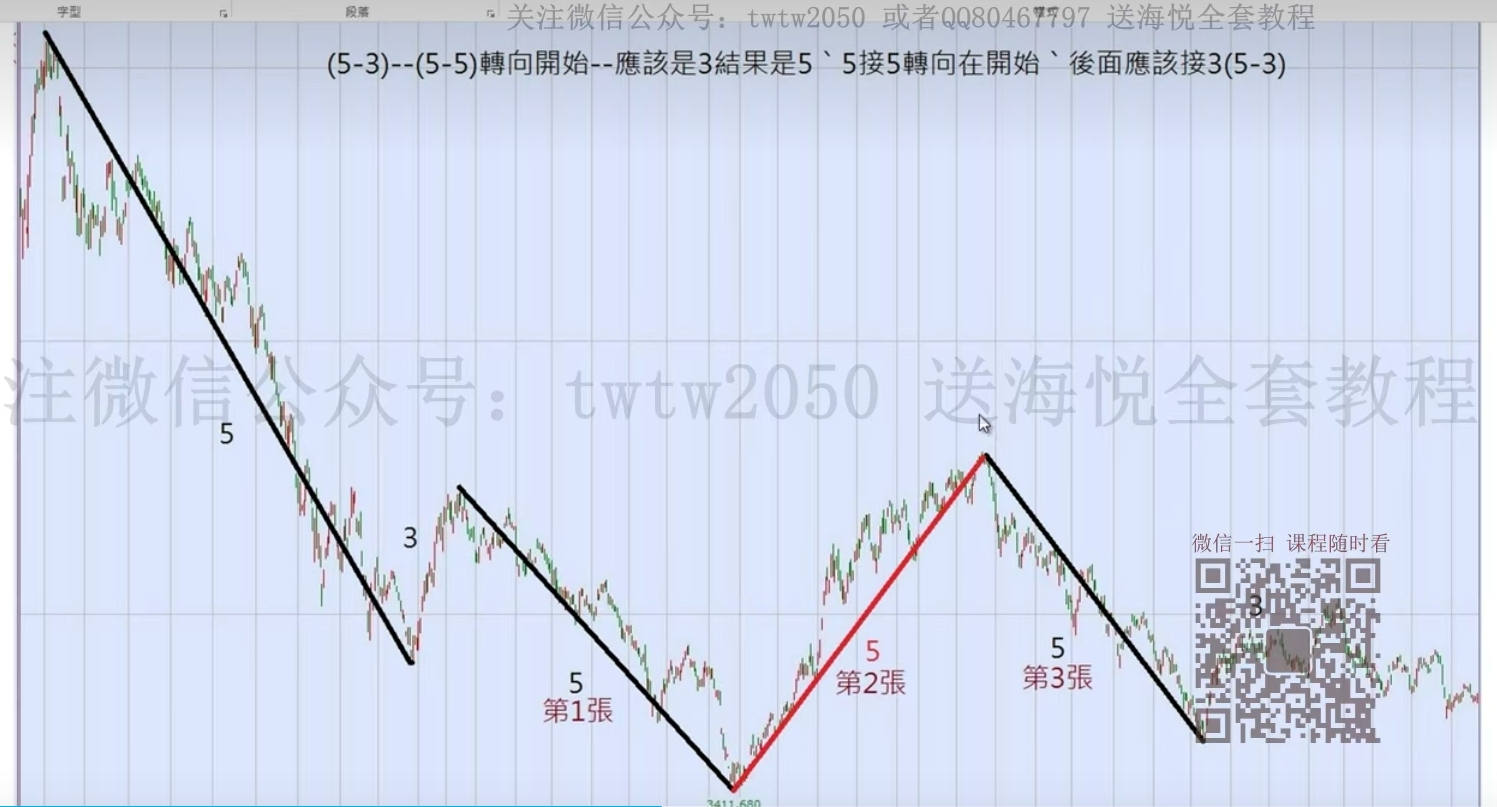 字型
段落
关注微信公众号：twtw2050 或者QQ80467797 送海悦全套教程
(5-3)--(5-5)轉向開始--應該是3結果是5ˋ5接5轉向在開始ˋ後面應該接3(5-3)
注微信公众号：twtw2050 送海悦全套教程
5
3
微信一扫 课程随时看
3
5
第1張
5
第2張
5
第3張
3411.680